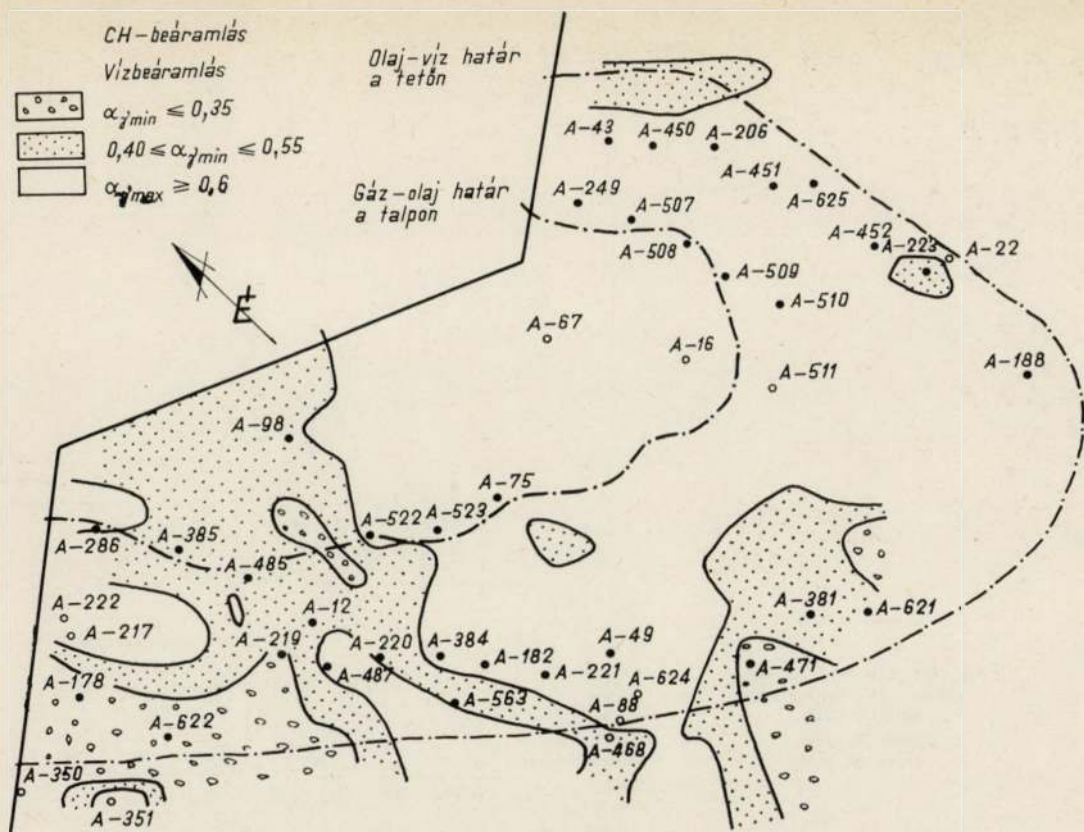 CH-beáramlás
Vízbeáramlás
αγmin ≤ 0,35
0,40 ≤ αγmin ≤ 0,55
αγmax ≥ 0,6
Olaj-víz határ
a tetőn
Gáz-olaj határ
a talpon
É
A-43
A-450
A-206
A-451
A-625
A-249
A-507
A-508
A-452
A-223
A-22
A-509
A-510
A-67
A-16
A-511
A-188
A-98
A-75
A-522
A-523
A-286
A-385
A-485
A-222
A-217
A-12
A-219
A-220
A-487
A-384
A-182
A-49
A-221
A-624
A-381
A-621
A-471
A-178
A-563
A-88
A-622
A-468
A-350
A-351